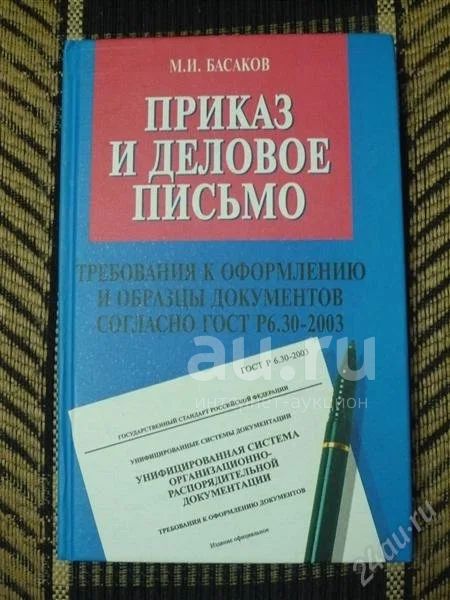 М.И. БАСАКОВ
ПРИКАЗ
И ДЕЛОВОЕ
ПИСЬМО
ТРЕБОВАНИЯ К ОФОРМЛЕНИЮ
И ОБРАЗЦЫ ДОКУМЕНТОВ
СОГЛАСНО ГОСТ Р6.30-2003
au.ru
интернет-аукцион
ГОСТ Р 6.30-2003
ГОСУДАРСТВЕННЫЙ СТАНДАРТ РОССИЙСКОЙ ФЕДЕРАЦИИ
УНИФИЦИРОВАННЫЕ СИСТЕМЫ ДОКУМЕНТАЦИИ
УНИФИЦИРОВАННАЯ СИСТЕМА
ОРГАНИЗАЦИОННО-
РАСПОРЯДИТЕЛЬНОЙ
ДОКУМЕНТАЦИИ
ТРЕБОВАНИЯ К ОФОРМЛЕНИЮ ДОКУМЕНТОВ
Издание официальное
24au.ru